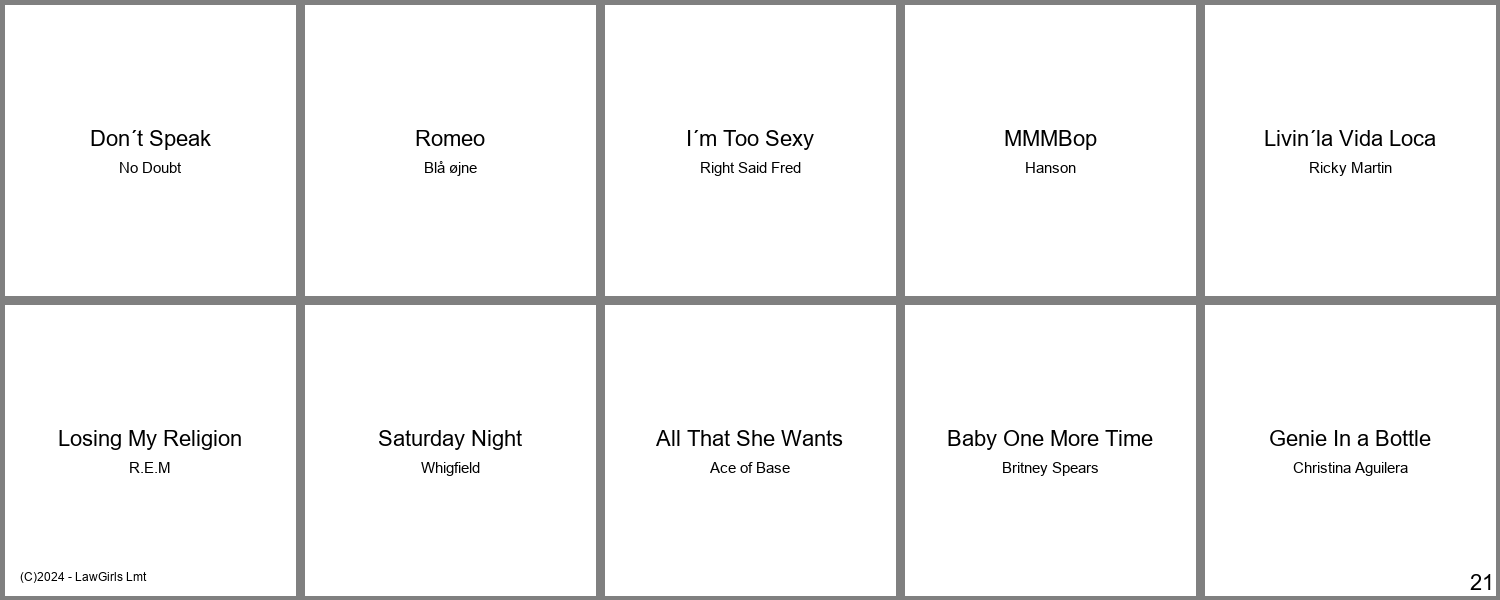 Don´t Speak
No Doubt
Romeo
Blå øjne
I´m Too Sexy
Right Said Fred
MMMBop
Hanson
Livin´la Vida Loca
Ricky Martin
Losing My Religion
R.E.M
Saturday Night
Whigfield
All That She Wants
Ace of Base
Baby One More Time
Britney Spears
Genie In a Bottle
Christina Aguilera
(C)2024 - LawGirls Lmt
21